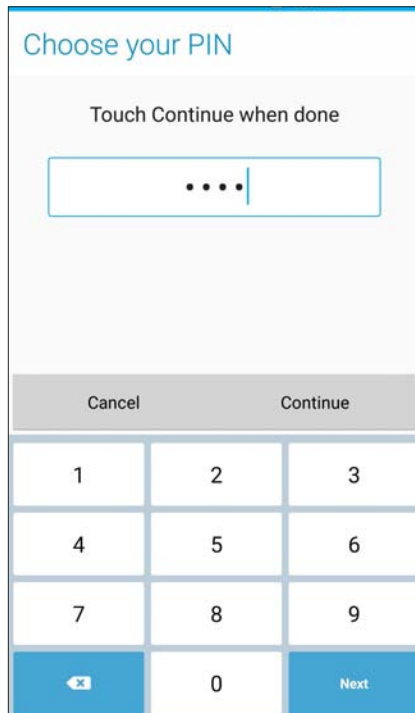 Choose your PIN
Touch Continue when done
••••
Cancel Continue
1 2 3
4 5 6
7 8 9
0 Next